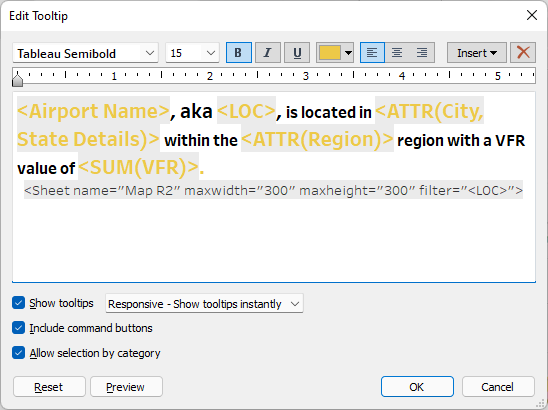 Edit Tooltip
Tableau Semibold 15 B I U Insert
1 2 3 4 5
<Airport Name>, aka <LOC>, is located in <ATTR(City,
State Details)> within the <ATTR(Region)> region with a VFR
value of <SUM(VFR)>.
<Sheet name="Map R2" maxwidth="300" maxheight="300" filter="<LOC>">
Show tooltips Responsive - Show tooltips instantly
Include command buttons
Allow selection by category
Reset Preview OK Cancel